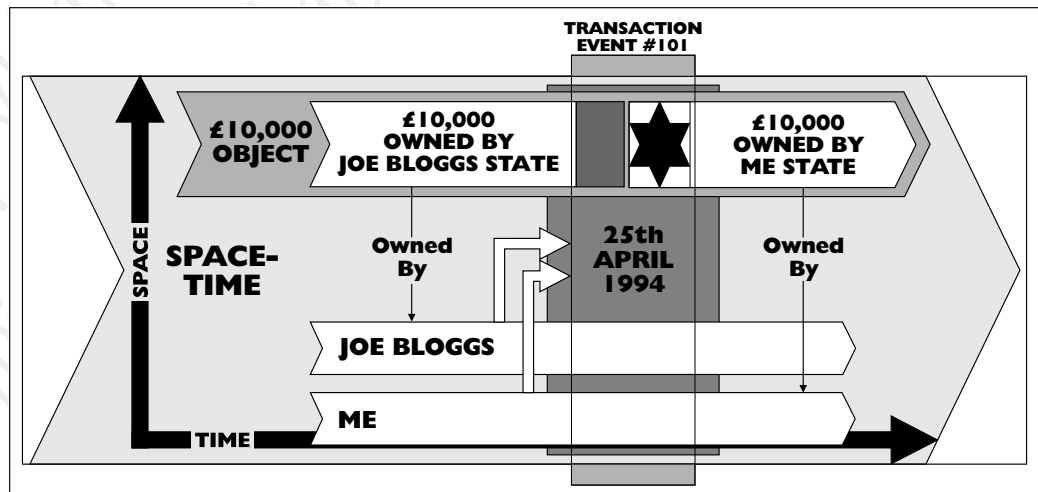 TRANSACTION
EVENT #101
£10,000
OBJECT
£10,000
OWNED BY
JOE BLOGGS STATE
£10,000
OWNED BY
ME STATE
SPACE
SPACE-
TIME
Owned
By
25th
APRIL
1994
Owned
By
JOE BLOGGS
ME
TIME